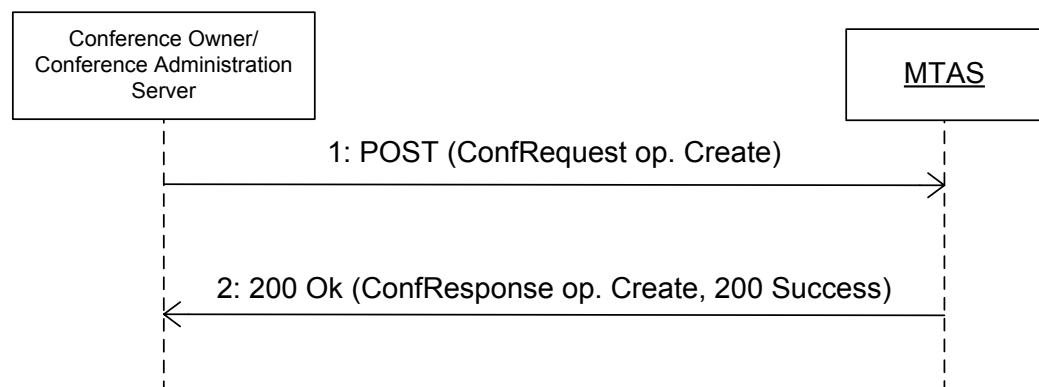 Conference Owner/
Conference Administration
Server
MTAS
1: POST (ConfRequest op. Create)
2: 200 Ok (ConfResponse op. Create, 200 Success)